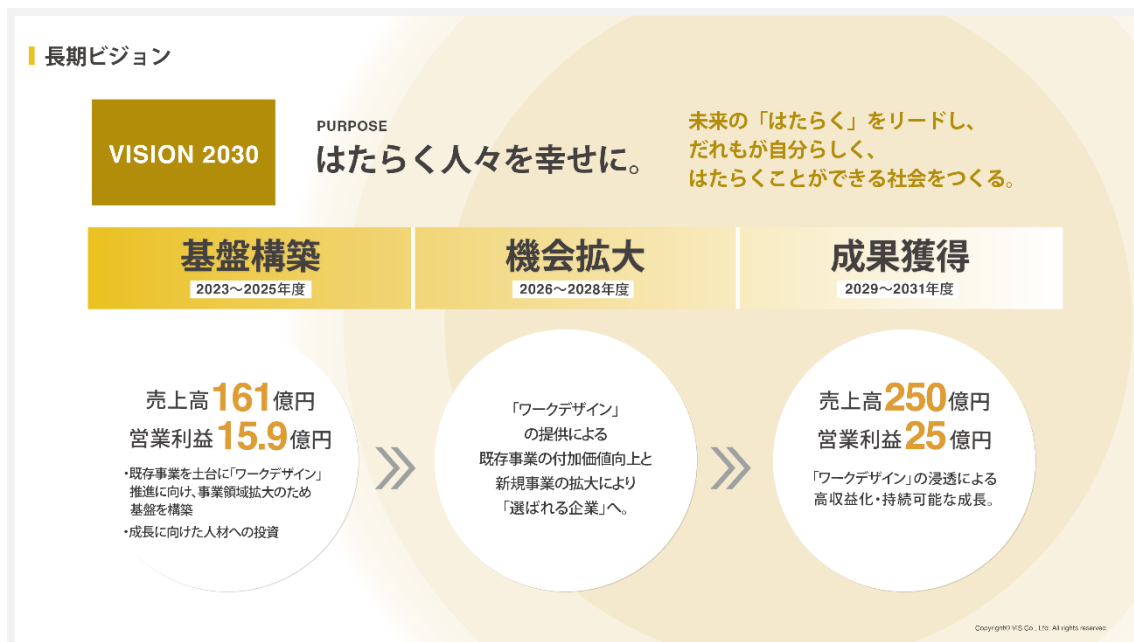 長期ビジョン
VISION 2030
PURPOSE
はたらく人々を幸せに。
未来の「はたらく」をリードし、
だれもが自分らしく、
はたらくことができる社会をつくる。
基盤構築
2023〜2025年度
機会拡大
2026〜2028年度
成果獲得
2029〜2031年度
売上高161億円
営業利益15.9億円
・既存事業を土台に「ワークデザイン」
推進に向け、事業領域拡大のため
基盤を構築
・成長に向けた人材への投資
「ワークデザイン」
の提供による
既存事業の付加価値向上と
新規事業の拡大により
「選ばれる企業」へ。
売上高250億円
営業利益25億円
「ワークデザイン」の浸透による
高収益化・持続可能な成長。
Copyright© VIS Co., Ltd. All rights reserved.